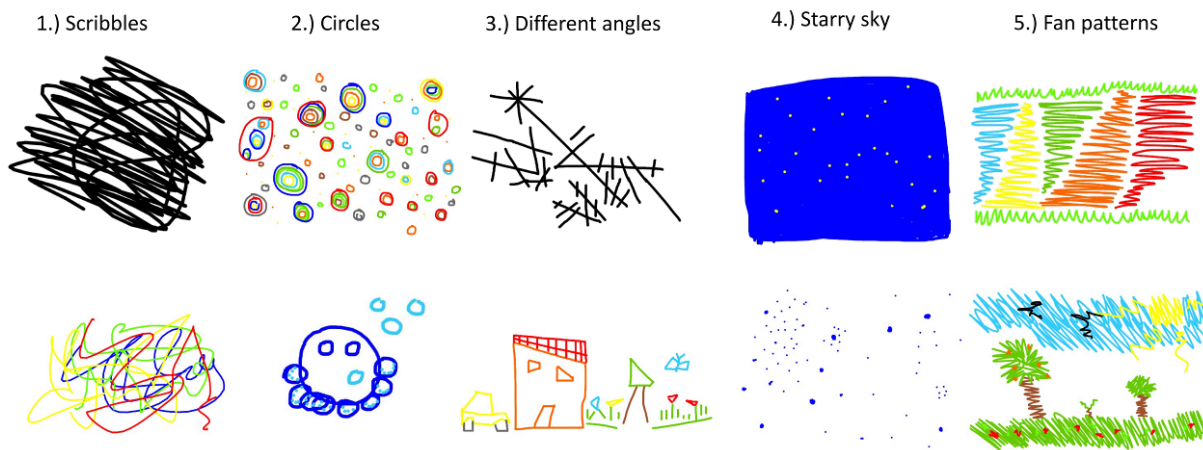 1.) Scribbles
2.) Circles
3.) Different angles
4.) Starry sky
5.) Fan patterns